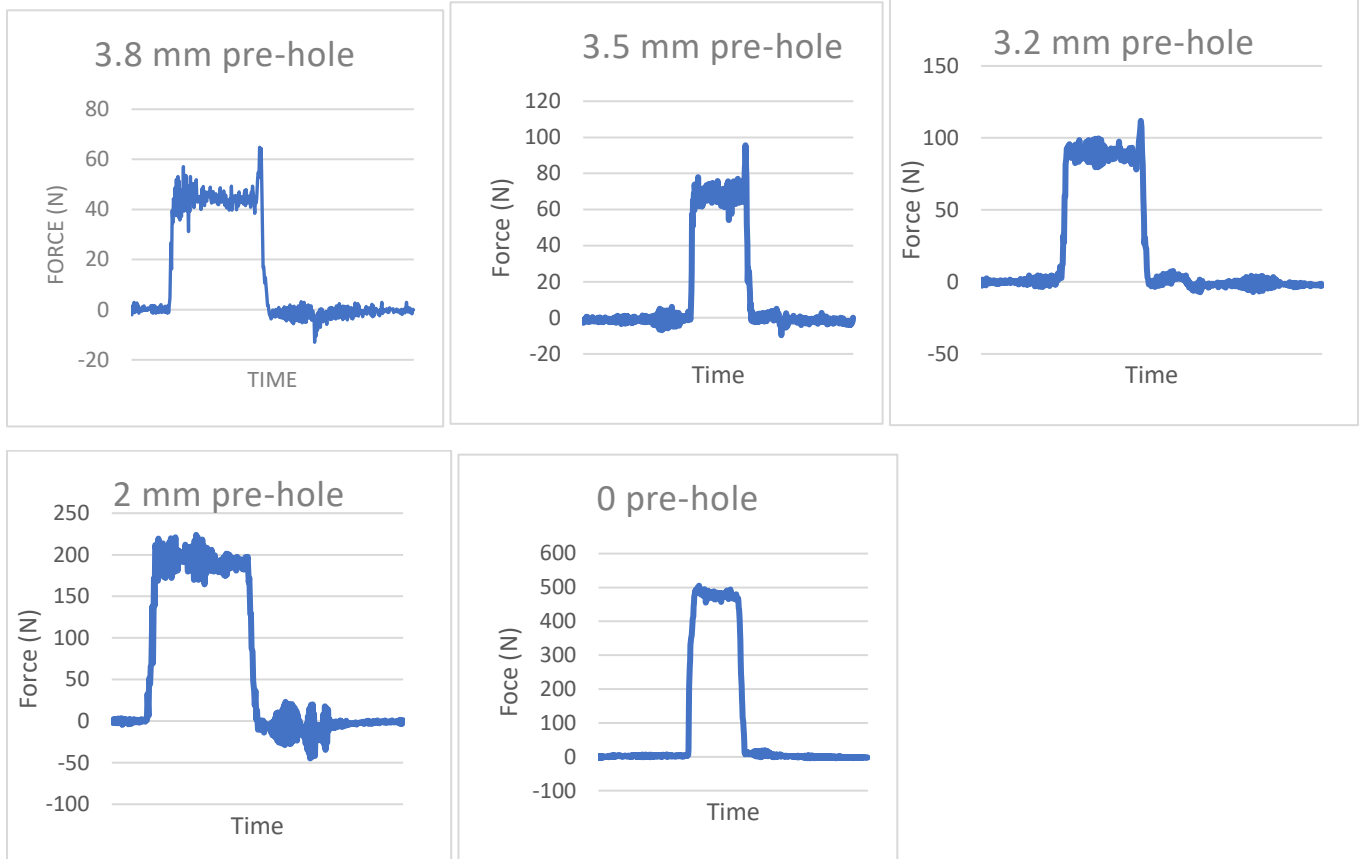 3.8 mm pre-hole
80
60
40
20
0
-20
FORCE (N)
TIME
3.5 mm pre-hole
120
100
80
60
40
20
0
-20
Force (N)
Time
3.2 mm pre-hole
150
100
50
0
-50
Force (N)
Time
2 mm pre-hole
250
200
150
100
50
0
-50
-100
Force (N)
Time
0 pre-hole
600
500
400
300
200
100
0
-100
Foce (N)
Time